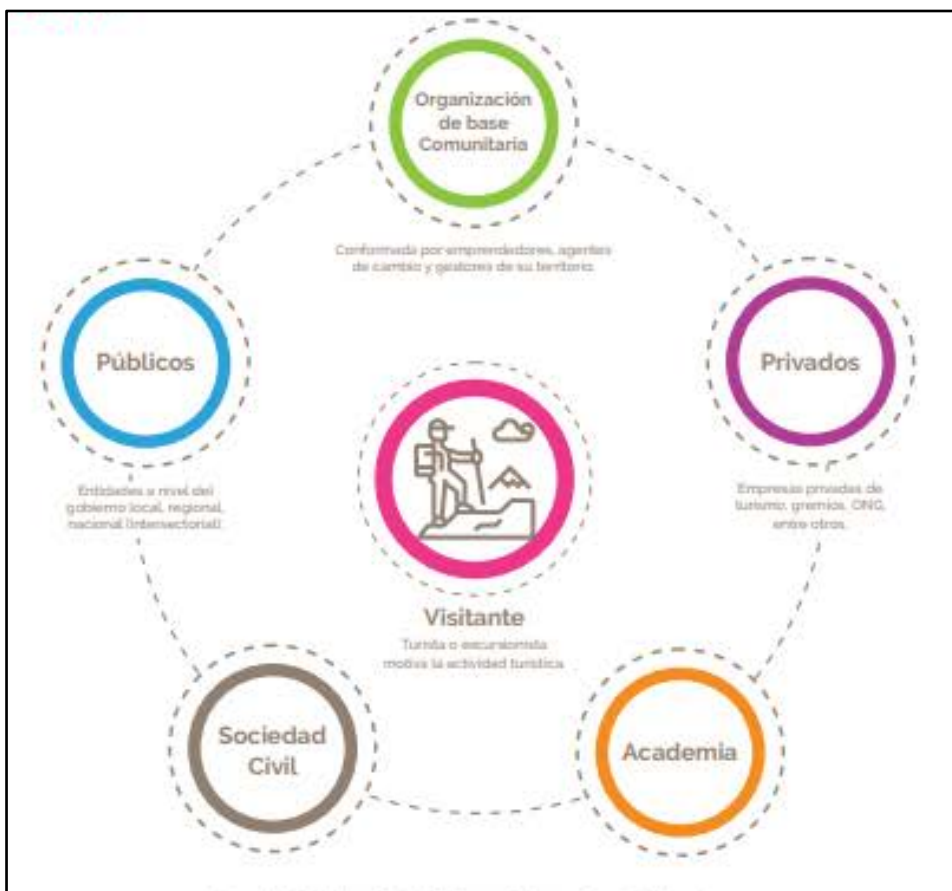 Organización
de base
Comunitaria
Conformada por emprendedores, agentes
de cambio y gestores de su territorio.
Públicos
Entidades a nivel del
gobierno local, regional,
nacional (intersectorial).
Privados
Empresas privadas de
turismo, gremios, ONG,
entre otros.
Visitante
Turista o excursionista
motiva la actividad turística
Sociedad
Civil
Academia